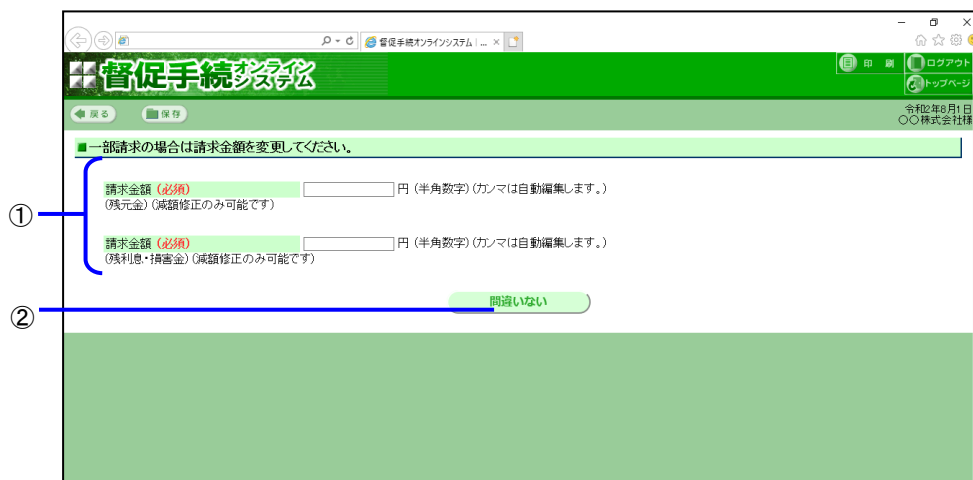 督促手続オンラインシステム | ... ×
督促手続オンラインシステム
印 刷
ログアウト
トップページ
戻る
保存
令和2年8月1日
〇〇株式会社様
■一部請求の場合は請求金額を変更してください。
①
請求金額 (必須) 円 (半角数字) (カンマは自動編集します。)
(残元金) (減額修正のみ可能です)
請求金額 (必須) 円 (半角数字) (カンマは自動編集します。)
(残利息・損害金) (減額修正のみ可能です)
②
間違いない